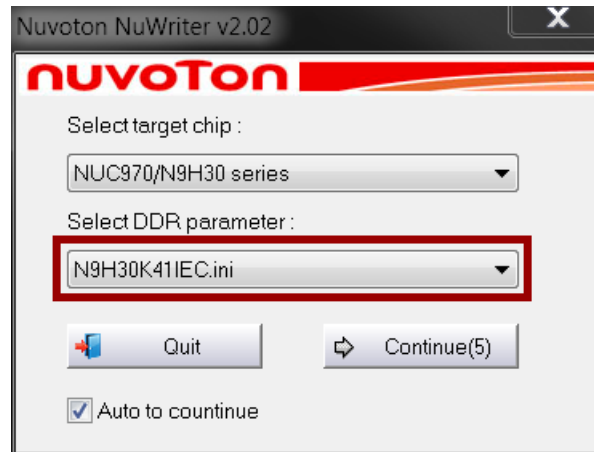 Nuvoton NuWriter v2.02
X
nuvoTon
Select target chip :
NUC970/N9H30 series
Select DDR parameter :
N9H30K41IEC.ini
Quit
Continue(5)
Auto to countinue